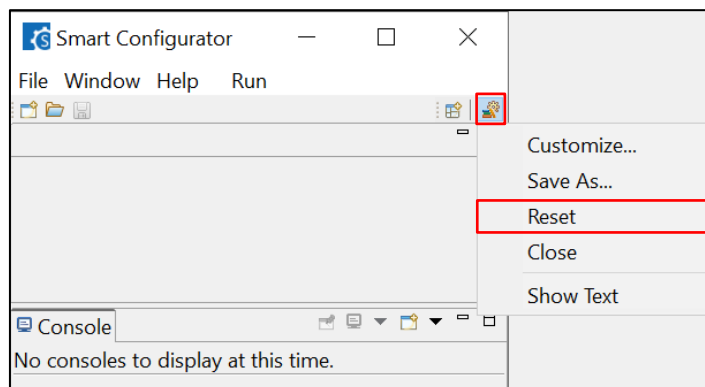 Smart Configurator
File Window Help Run
Customize...
Save As...
Reset
Close
Show Text
Console
No consoles to display at this time.